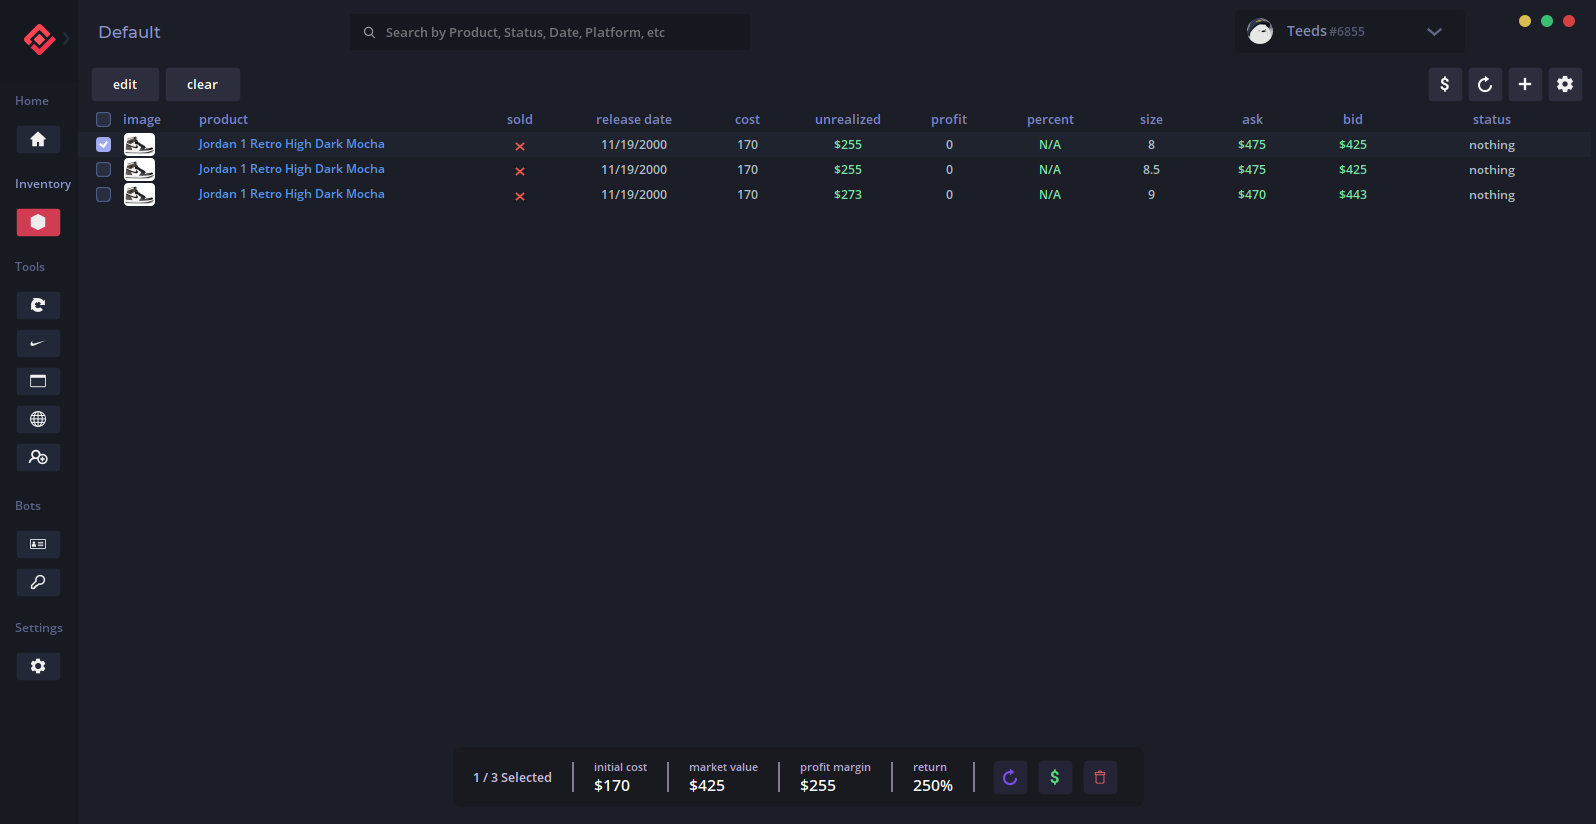 Default
Search by Product, Status, Date, Platform, etc
Teeds #6855
edit clear
$
Home
Inventory
Tools
Bots
Settings
image product sold release date cost unrealized profit percent size ask bid status
Jordan 1 Retro High Dark Mocha 11/19/2000 170 $255 0 N/A 8 $475 $425 nothing
Jordan 1 Retro High Dark Mocha 11/19/2000 170 $255 0 N/A 8.5 $475 $425 nothing
Jordan 1 Retro High Dark Mocha 11/19/2000 170 $273 0 N/A 9 $470 $443 nothing
1 / 3 Selected
initial cost
$170
market value
$425
profit margin
$255
return
250%
$